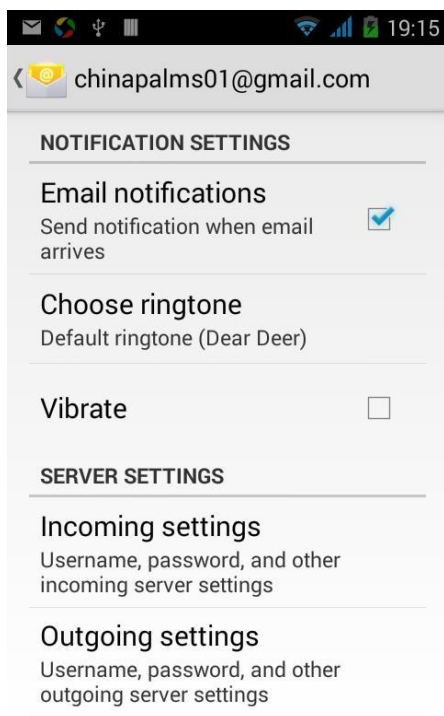 19:15
chinapalms01@gmail.com
NOTIFICATION SETTINGS
Email notifications
Send notification when email
arrives
Choose ringtone
Default ringtone (Dear Deer)
Vibrate
SERVER SETTINGS
Incoming settings
Username, password, and other
incoming server settings
Outgoing settings
Username, password, and other
outgoing server settings